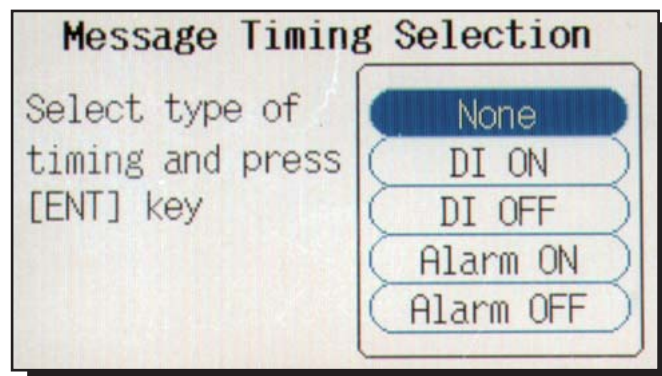 Message Timing Selection
Select type of
timing and press
[ENT] key
None
DI ON
DI OFF
Alarm ON
Alarm OFF